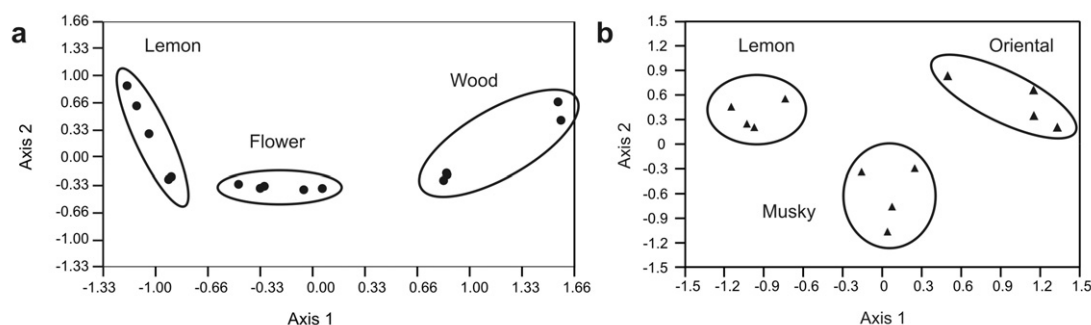 a
Lemon
Flower
Wood
Axis 2
1.66
1.33
1.00
0.66
0.33
0.00
-0.33
-0.66
-1.00
-1.33
-1.33 -1.00 -0.66 -0.33 0.00 0.33 0.66 1.00 1.33 1.66
Axis 1
b
Lemon
Oriental
Musky
Axis 2
1.5
1.2
0.9
0.6
0.3
0
-0.3
-0.6
-0.9
-1.2
-1.5
-1.5 -1.2 -0.9 -0.6 -0.3 0 0.3 0.6 0.9 1.2 1.5
Axis 1